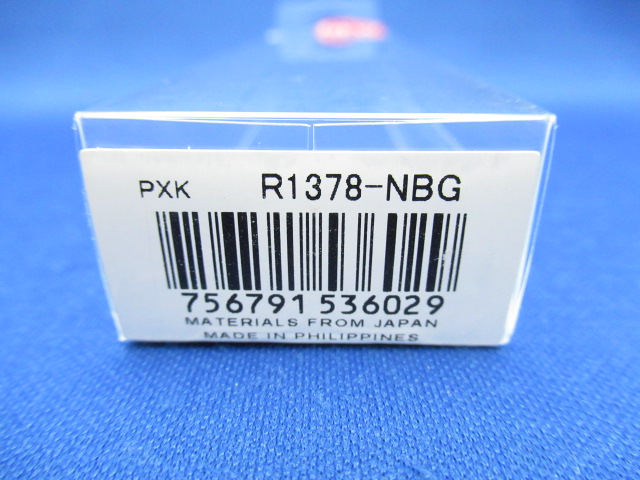 PXK R1378-NBG
756791 536029
MATERIALS FROM JAPAN
MADE IN PHILIPPINES